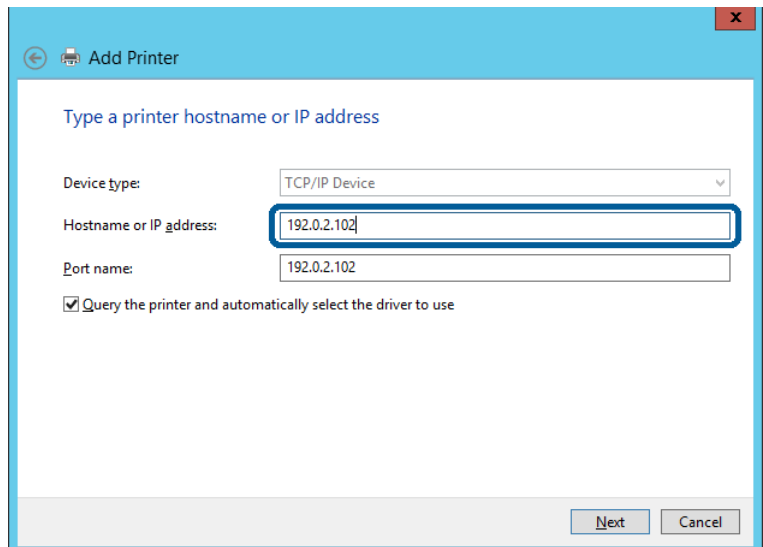 x
Add Printer
Type a printer hostname or IP address
Device type: TCP/IP Device
Hostname or IP address: 192.0.2.102
Port name: 192.0.2.102
Query the printer and automatically select the driver to use
Next Cancel